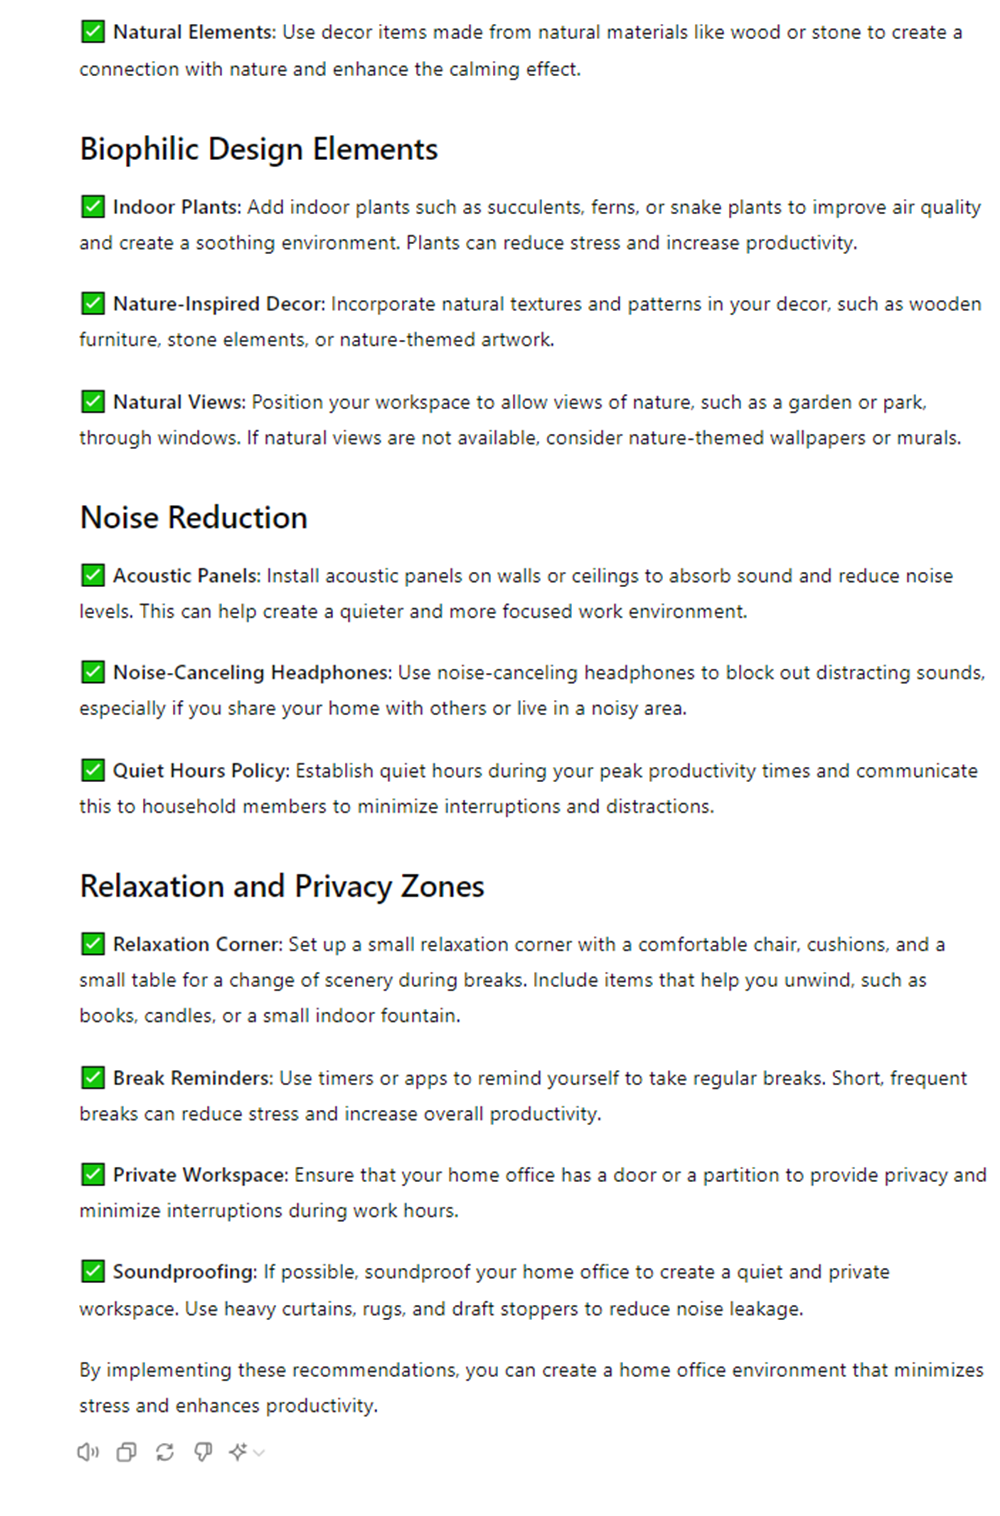 ✅ Natural Elements: Use decor items made from natural materials like wood or stone to create a
connection with nature and enhance the calming effect.
Biophilic Design Elements
✅ Indoor Plants: Add indoor plants such as succulents, ferns, or snake plants to improve air quality
and create a soothing environment. Plants can reduce stress and increase productivity.
✅ Nature-Inspired Decor: Incorporate natural textures and patterns in your decor, such as wooden
furniture, stone elements, or nature-themed artwork.
✅ Natural Views: Position your workspace to allow views of nature, such as a garden or park,
through windows. If natural views are not available, consider nature-themed wallpapers or murals.
Noise Reduction
✅ Acoustic Panels: Install acoustic panels on walls or ceilings to absorb sound and reduce noise
levels. This can help create a quieter and more focused work environment.
✅ Noise-Canceling Headphones: Use noise-canceling headphones to block out distracting sounds,
especially if you share your home with others or live in a noisy area.
✅ Quiet Hours Policy: Establish quiet hours during your peak productivity times and communicate
this to household members to minimize interruptions and distractions.
Relaxation and Privacy Zones
✅ Relaxation Corner: Set up a small relaxation corner with a comfortable chair, cushions, and a
small table for a change of scenery during breaks. Include items that help you unwind, such as
books, candles, or a small indoor fountain.
✅ Break Reminders: Use timers or apps to remind yourself to take regular breaks. Short, frequent
breaks can reduce stress and increase overall productivity.
✅ Private Workspace: Ensure that your home office has a door or a partition to provide privacy and
minimize interruptions during work hours.
✅ Soundproofing: If possible, soundproof your home office to create a quiet and private
workspace. Use heavy curtains, rugs, and draft stoppers to reduce noise leakage.
By implementing these recommendations, you can create a home office environment that minimizes
stress and enhances productivity.